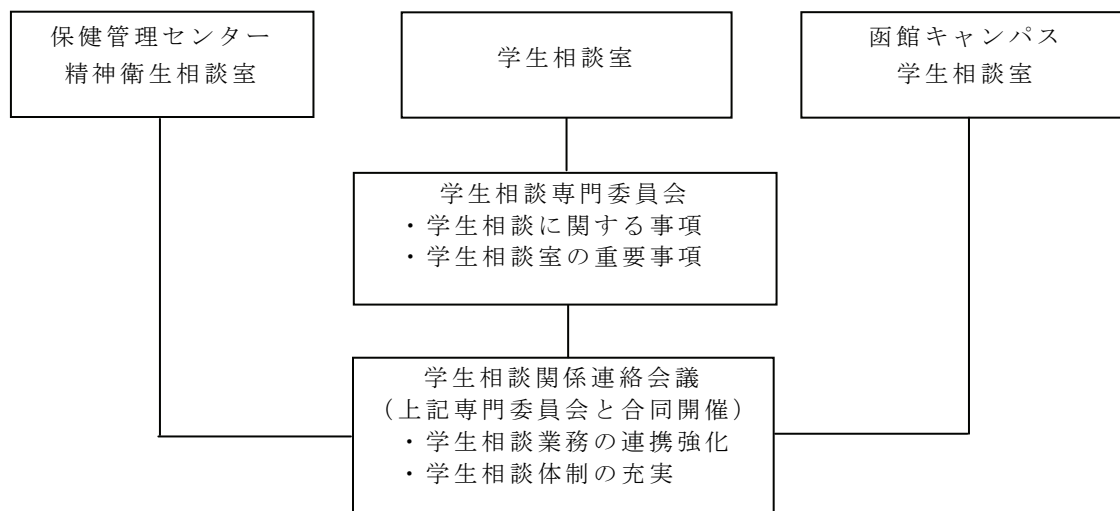 保健管理センター
精神衛生相談室
学生相談室
函館キャンパス
学生相談室
学生相談専門委員会
・学生相談に関する事項
・学生相談室の重要事項
学生相談関係連絡会議
（上記専門委員会と合同開催）
・学生相談業務の連携強化
・学生相談体制の充実